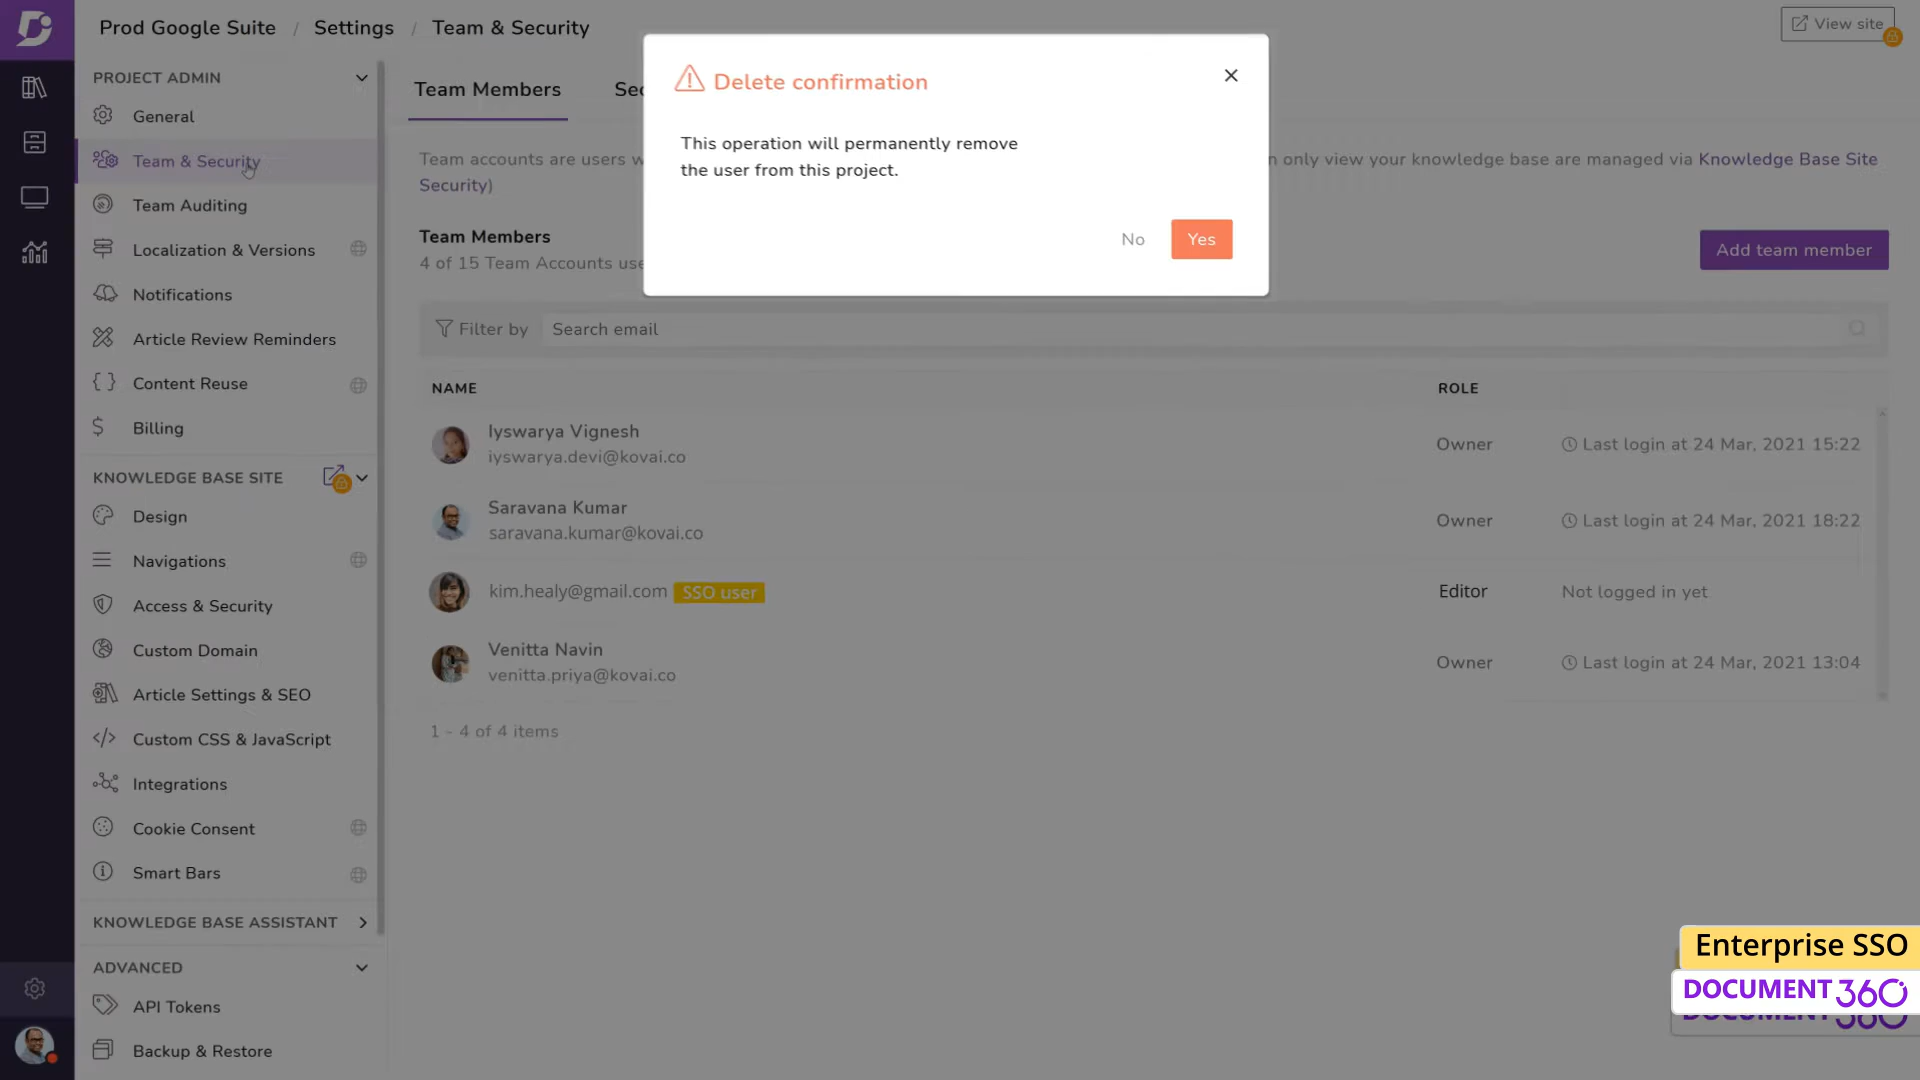 Prod Google Suite / Settings / Team & Security
View site
PROJECT ADMIN
General
Team & Security
Team Auditing
Localization & Versions
Notifications
Article Review Reminders
Content Reuse
Billing
KNOWLEDGE BASE SITE
Design
Navigations
Access & Security
Custom Domain
Article Settings & SEO
Custom CSS & JavaScript
Integrations
Cookie Consent
Smart Bars
KNOWLEDGE BASE ASSISTANT
ADVANCED
API Tokens
Backup & Restore
Team Members
Delete confirmation
This operation will permanently remove
the user from this project.
No Yes
Team accounts are users only view your knowledge base are managed via Knowledge Base Site
Security)
Team Members
4 of 15 Team Accounts
Add team member
Filter by Search email
NAME ROLE
Iyswarya Vignesh
iyswarya.devi@kovai.co
Owner Last login at 24 Mar, 2021 15:22
Saravana Kumar
saravana.kumar@kovai.co
Owner Last login at 24 Mar, 2021 18:22
kim.healy@gmail.com SSO user Editor Not logged in yet
Venitta Navin
venitta.priya@kovai.co
Owner Last login at 24 Mar, 2021 13:04
1 - 4 of 4 items
Enterprise SSO
DOCUMENT360